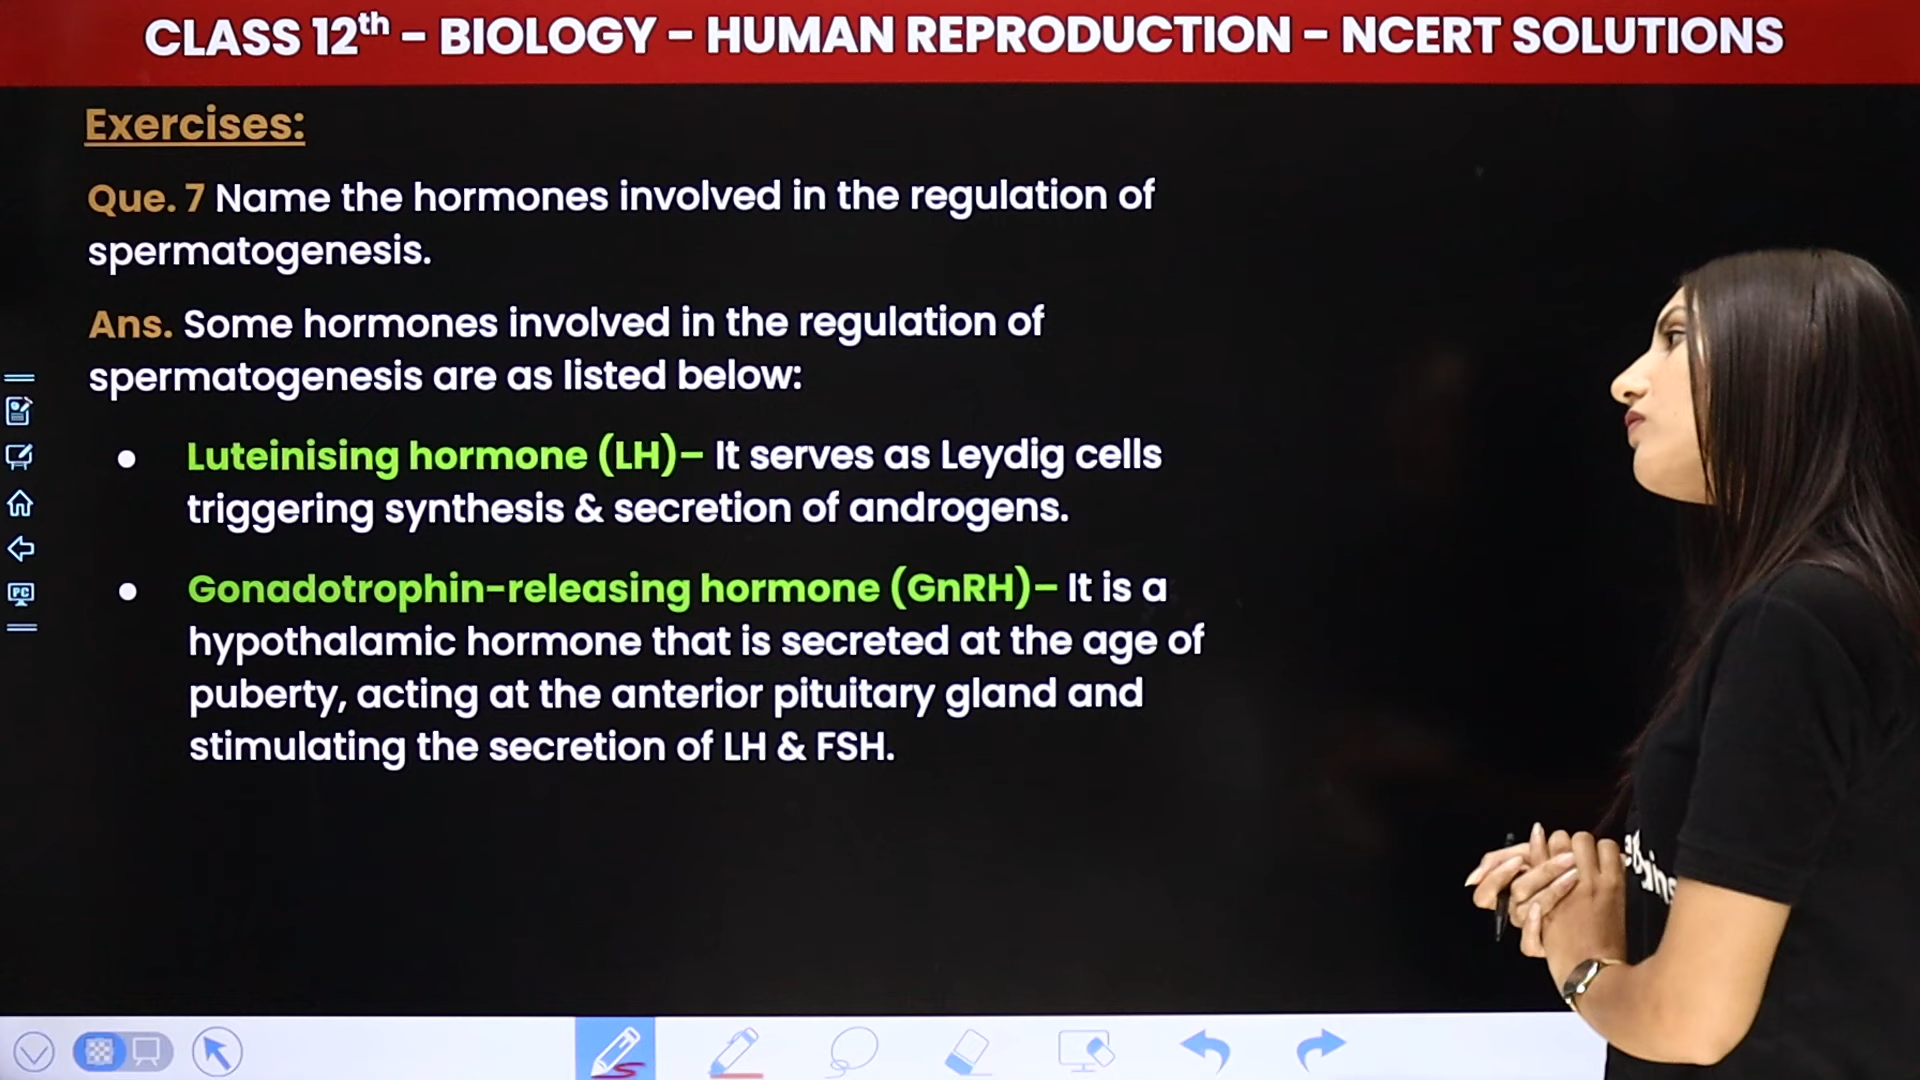 CLASS 12th - BIOLOGY - HUMAN REPRODUCTION - NCERT SOLUTIONS
Exercises:
Que. 7 Name the hormones involved in the regulation of
spermatogenesis.
Ans. Some hormones involved in the regulation of
spermatogenesis are as listed below:
● Luteinising hormone (LH)– It serves as Leydig cells
triggering synthesis & secretion of androgens.
● Gonadotrophin-releasing hormone (GnRH)– It is a
hypothalamic hormone that is secreted at the age of
puberty, acting at the anterior pituitary gland and
stimulating the secretion of LH & FSH.
PC